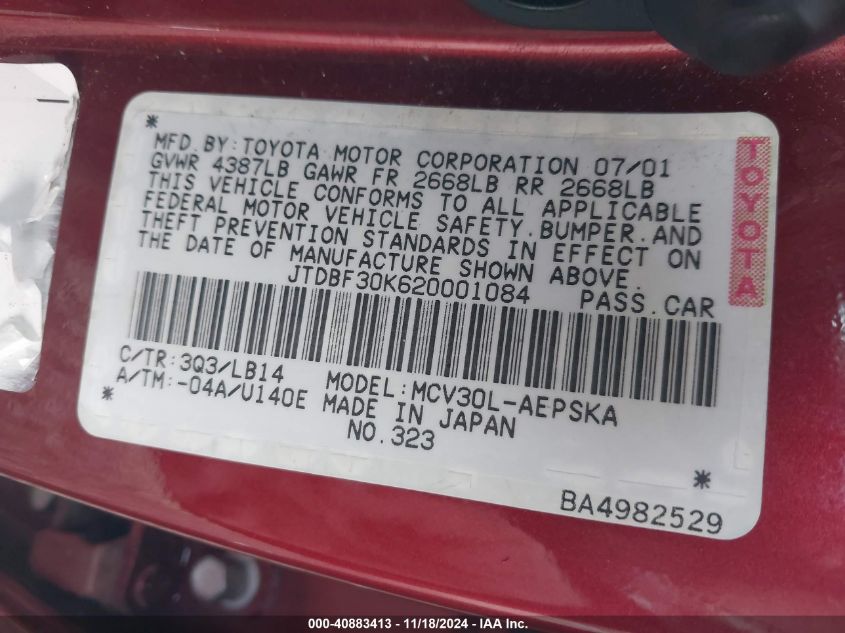 *
MFD.BY:TOYOTA MOTOR CORPORATION 07/01
GVWR 4387LB GAWR FR 2668LB RR 2668LB
THIS VEHICLE CONFORMS TO ALL APPLICABLE
FEDERAL MOTOR VEHICLE SAFETY.BUMPER.AND
THEFT PREVENTION STANDARDS IN EFFECT ON
THE DATE OF MANUFACTURE SHOWN ABOVE.
JTDBF30K620001084 PASS.CAR
TOYOTA
C/TR:3Q3/LB14 MODEL:MCV30L-AEPSKA
A/TM:-04A/U140E MADE IN JAPAN
* NO.323 *
BA4982529
000-40883413 - 11/18/2024 - IAA Inc.